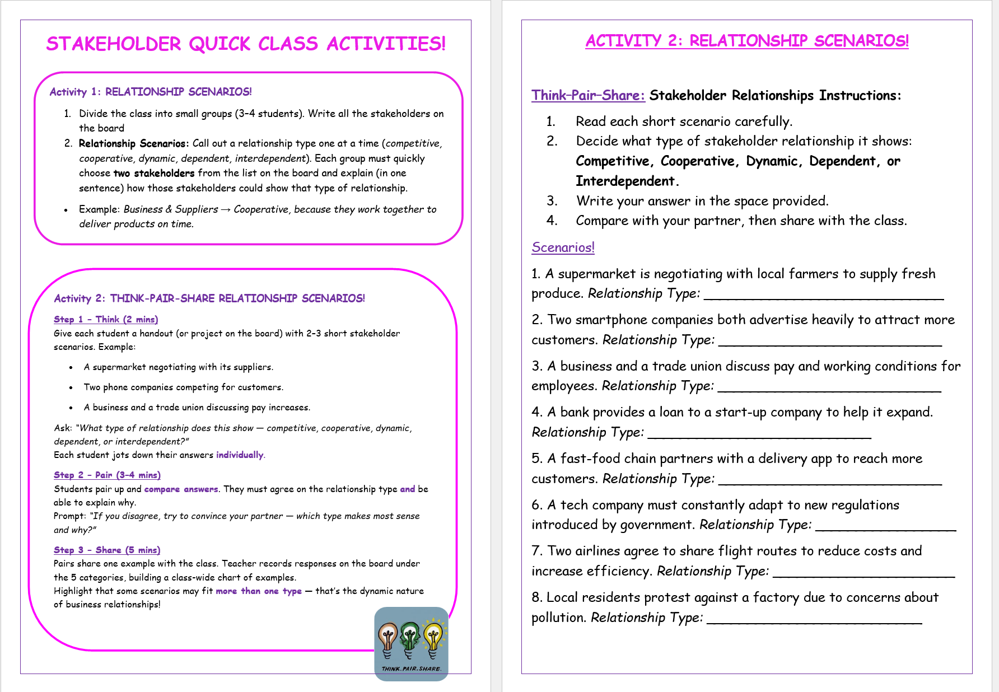 STAKEHOLDER QUICK CLASS ACTIVITIES!
Activity 1: RELATIONSHIP SCENARIOS!
1. Divide the class into small groups (3–4 students). Write all the stakeholders on
the board
2. Relationship Scenarios: Call out a relationship type one at a time (competitive,
cooperative, dynamic, dependent, interdependent). Each group must quickly
choose two stakeholders from the list on the board and explain (in one
sentence) how those stakeholders could show that type of relationship.
• Example: Business & Suppliers → Cooperative, because they work together to
deliver products on time.
Activity 2: THINK-PAIR-SHARE RELATIONSHIP SCENARIOS!
Step 1 – Think (2 mins)
Give each student a handout (or project on the board) with 2–3 short stakeholder
scenarios. Example:
• A supermarket negotiating with its suppliers.
• Two phone companies competing for customers.
• A business and a trade union discussing pay increases.
Ask: “What type of relationship does this show — competitive, cooperative, dynamic,
dependent, or interdependent?”
Each student jots down their answers individually.
Step 2 – Pair (3–4 mins)
Students pair up and compare answers. They must agree on the relationship type and be
able to explain why.
Prompt: “If you disagree, try to convince your partner — which type makes most sense
and why?”
Step 3 – Share (5 mins)
Pairs share one example with the class. Teacher records responses on the board under
the 5 categories, building a class-wide chart of examples.
Highlight that some scenarios may fit more than one type — that’s the dynamic nature
of business relationships!
THINK.PAIR.SHARE.
ACTIVITY 2: RELATIONSHIP SCENARIOS!
Think–Pair–Share: Stakeholder Relationships Instructions:
1. Read each short scenario carefully.
2. Decide what type of stakeholder relationship it shows:
Competitive, Cooperative, Dynamic, Dependent, or
Interdependent.
3. Write your answer in the space provided.
4. Compare with your partner, then share with the class.
Scenarios!
1. A supermarket is negotiating with local farmers to supply fresh
produce. Relationship Type: ______________________________
2. Two smartphone companies both advertise heavily to attract more
customers. Relationship Type: ____________________________
3. A business and a trade union discuss pay and working conditions for
employees. Relationship Type: ____________________________
4. A bank provides a loan to a start-up company to help it expand.
Relationship Type: ____________________________
5. A fast-food chain partners with a delivery app to reach more
customers. Relationship Type: ____________________________
6. A tech company must constantly adapt to new regulations
introduced by government. Relationship Type: _________________
7. Two airlines agree to share flight routes to reduce costs and
increase efficiency. Relationship Type: ______________________
8. Local residents protest against a factory due to concerns about
pollution. Relationship Type: __________________________